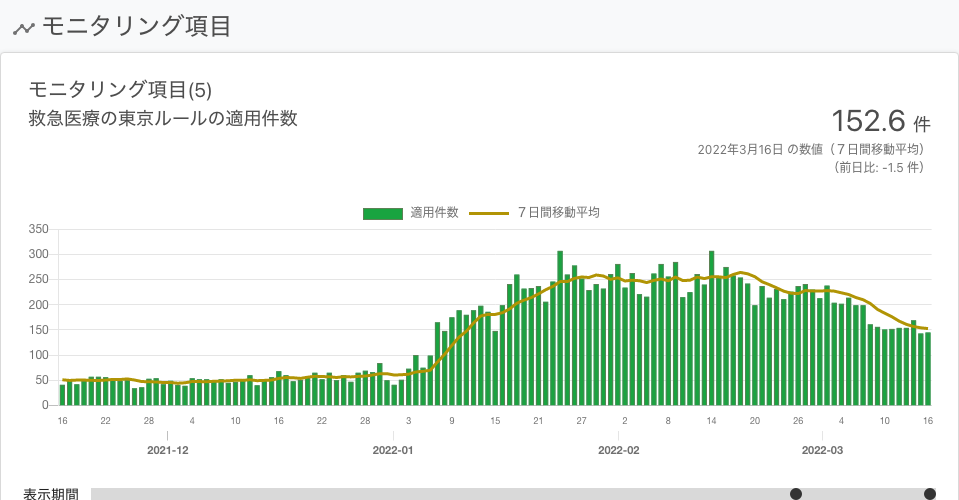 モニタリング項目
モニタリング項目(5)
救急医療の東京ルールの適用件数
152.6 件
2022年3月16日 の数値（７日間移動平均）
（前日比: -1.5 件）
適用件数 ７日間移動平均
350
300
250
200
150
100
50
0
16 22 28 4 10 16 22 28 3 9 15 21 27 2 8 14 20 26 4 10 16
2021-12 2022-01 2022-02 2022-03
表示期間